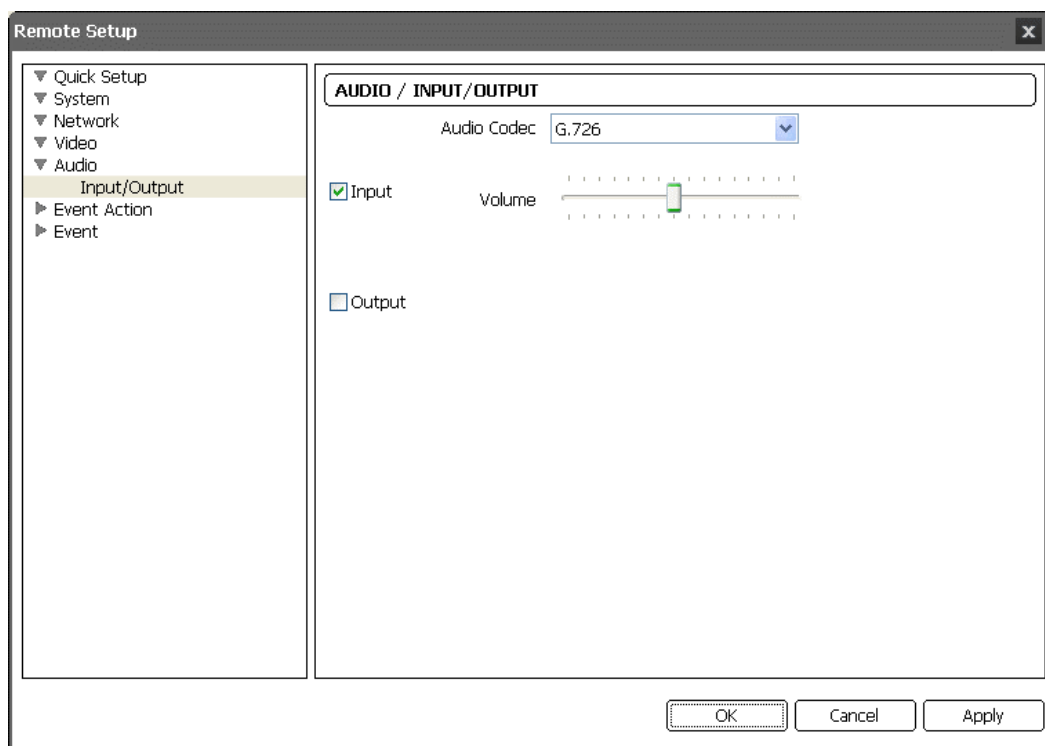 Remote Setup
x
Quick Setup
System
Network
Video
Audio
Input/Output
Event Action
Event
AUDIO / INPUT/OUTPUT
Audio Codec G.726
Input
Volume
Output
OK Cancel Apply